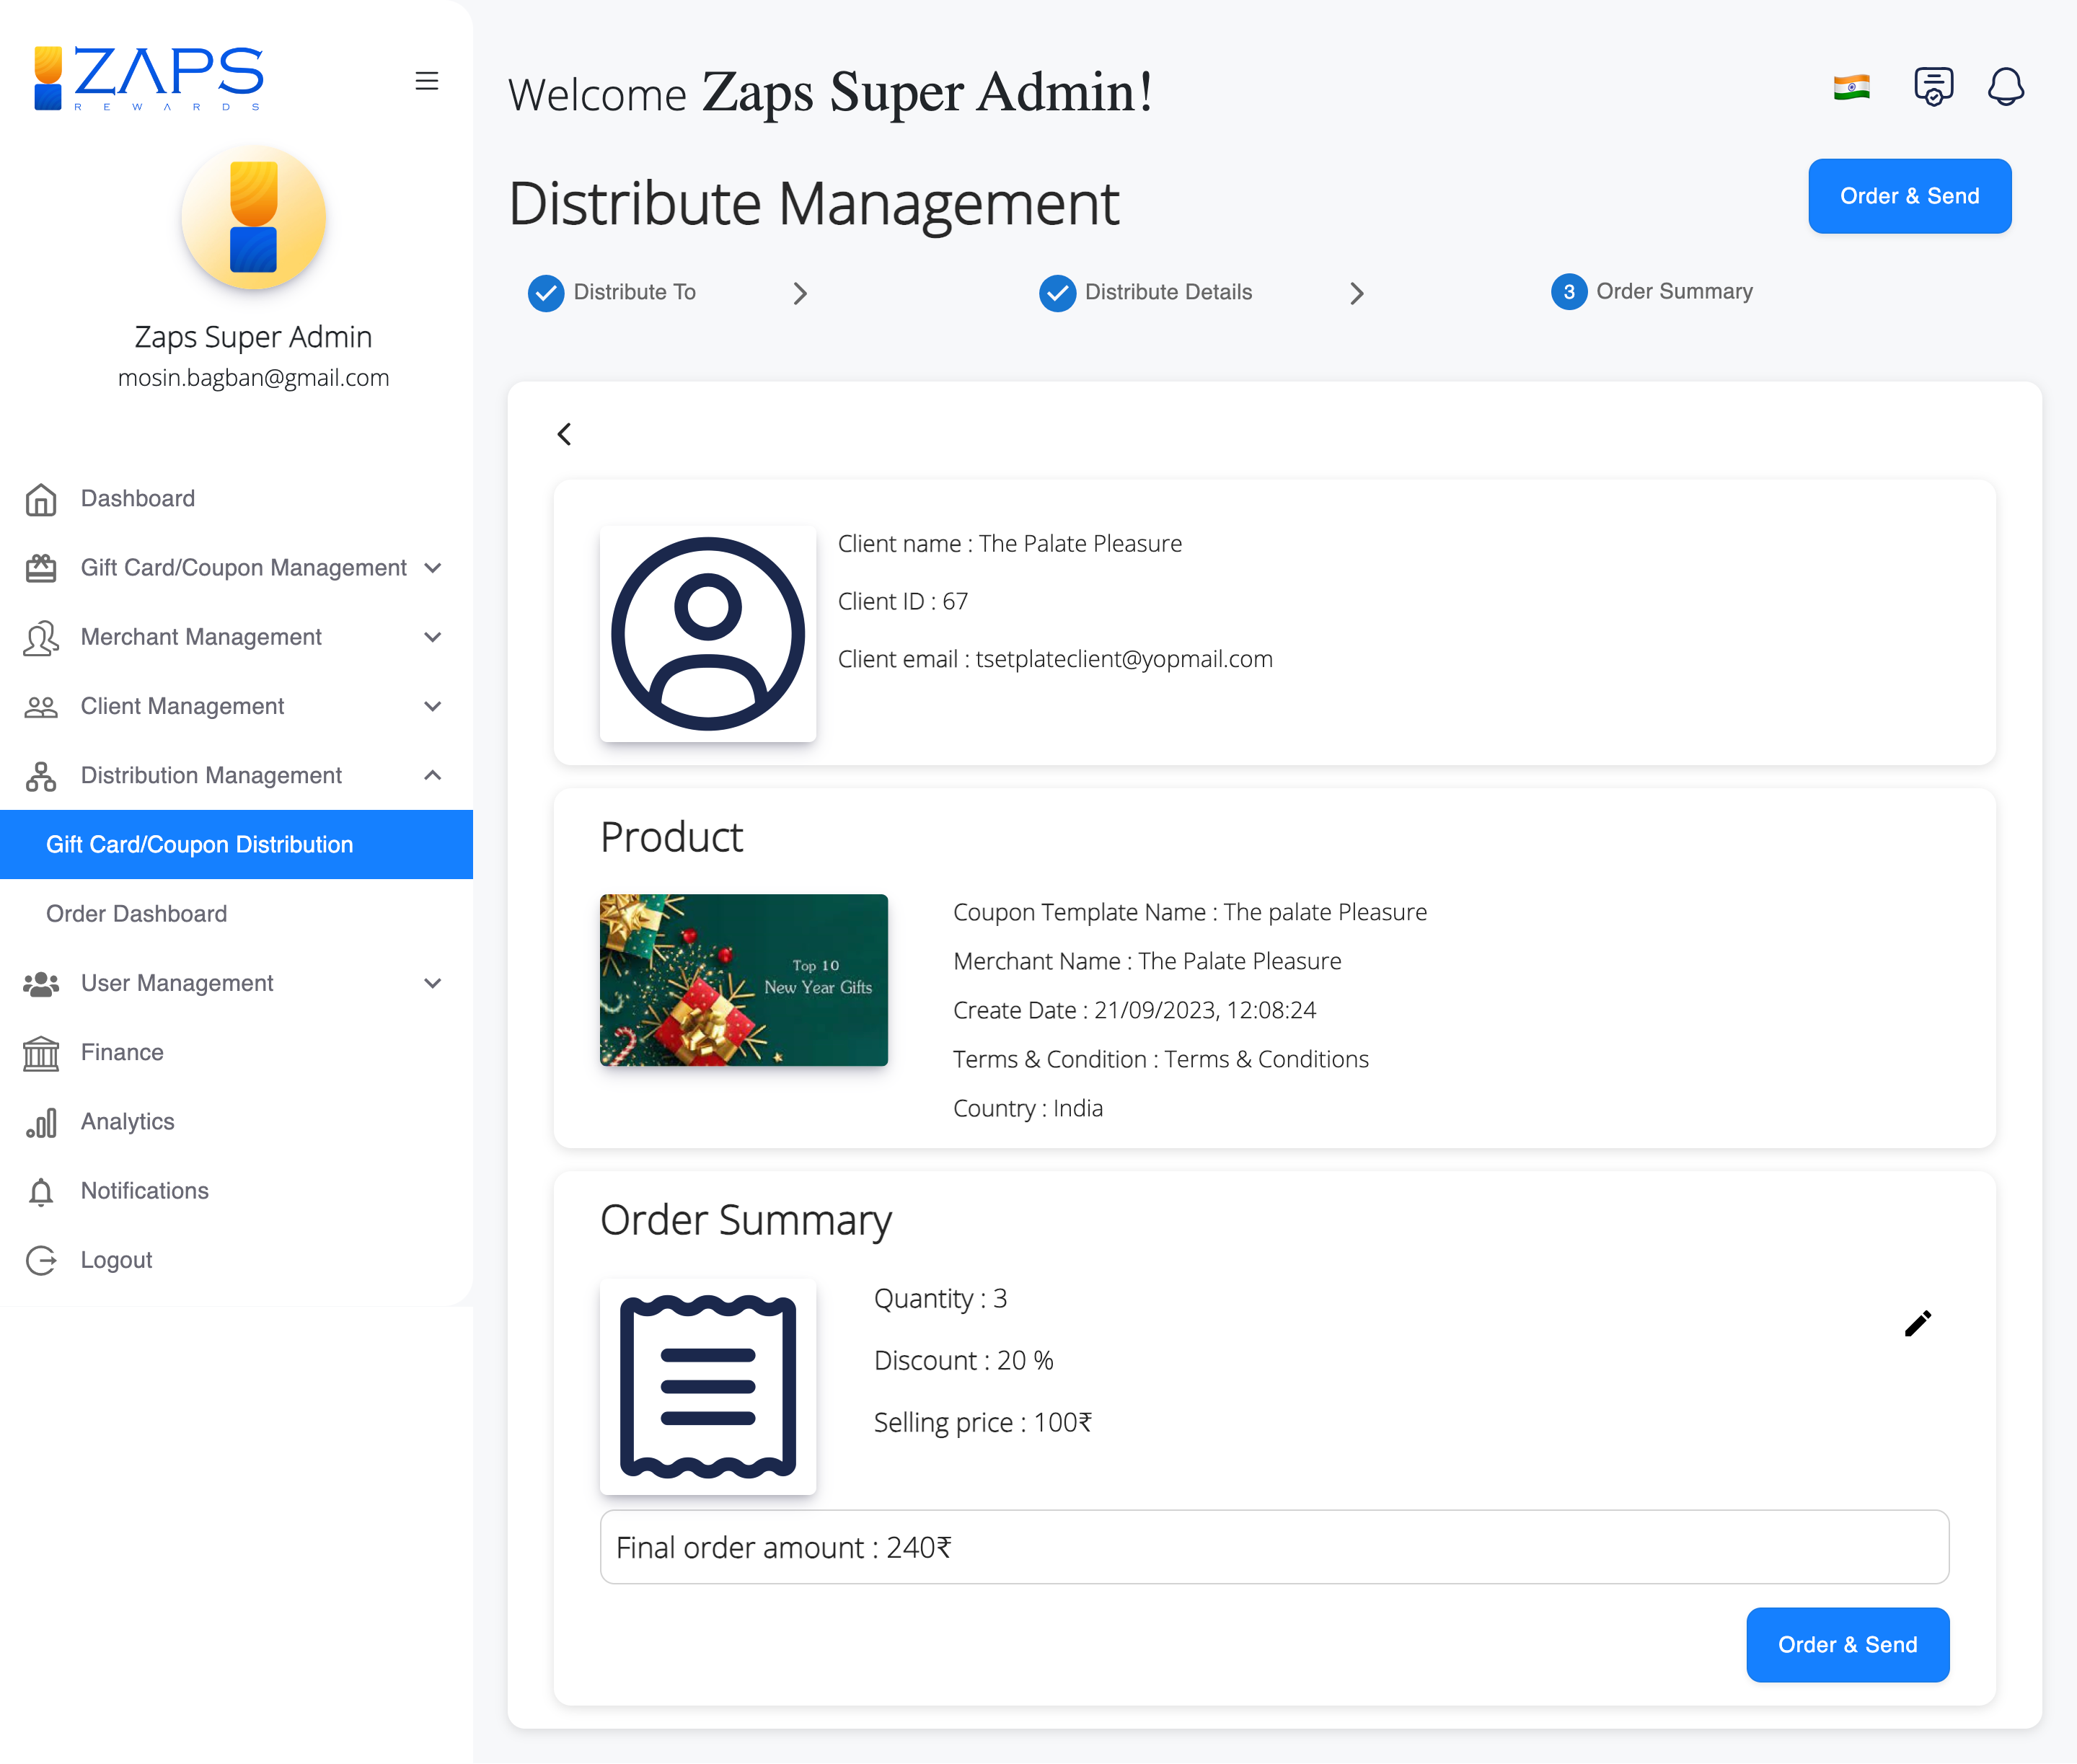 ZAPS
REWARDS
Zaps Super Admin
mosin.bagban@gmail.com
Dashboard
Gift Card/Coupon Management
Merchant Management
Client Management
Distribution Management
Gift Card/Coupon Distribution
Order Dashboard
User Management
Finance
Analytics
Notifications
Logout
Welcome Zaps Super Admin!
Distribute Management
Order & Send
Distribute To
Distribute Details
3 Order Summary
Client name : The Palate Pleasure
Client ID : 67
Client email : tsetplateclient@yopmail.com
Product
Top 10
New Year Gifts
Coupon Template Name : The palate Pleasure
Merchant Name : The Palate Pleasure
Create Date : 21/09/2023, 12:08:24
Terms & Condition : Terms & Conditions
Country : India
Order Summary
Quantity : 3
Discount : 20 %
Selling price : 100₹
Final order amount : 240₹
Order & Send